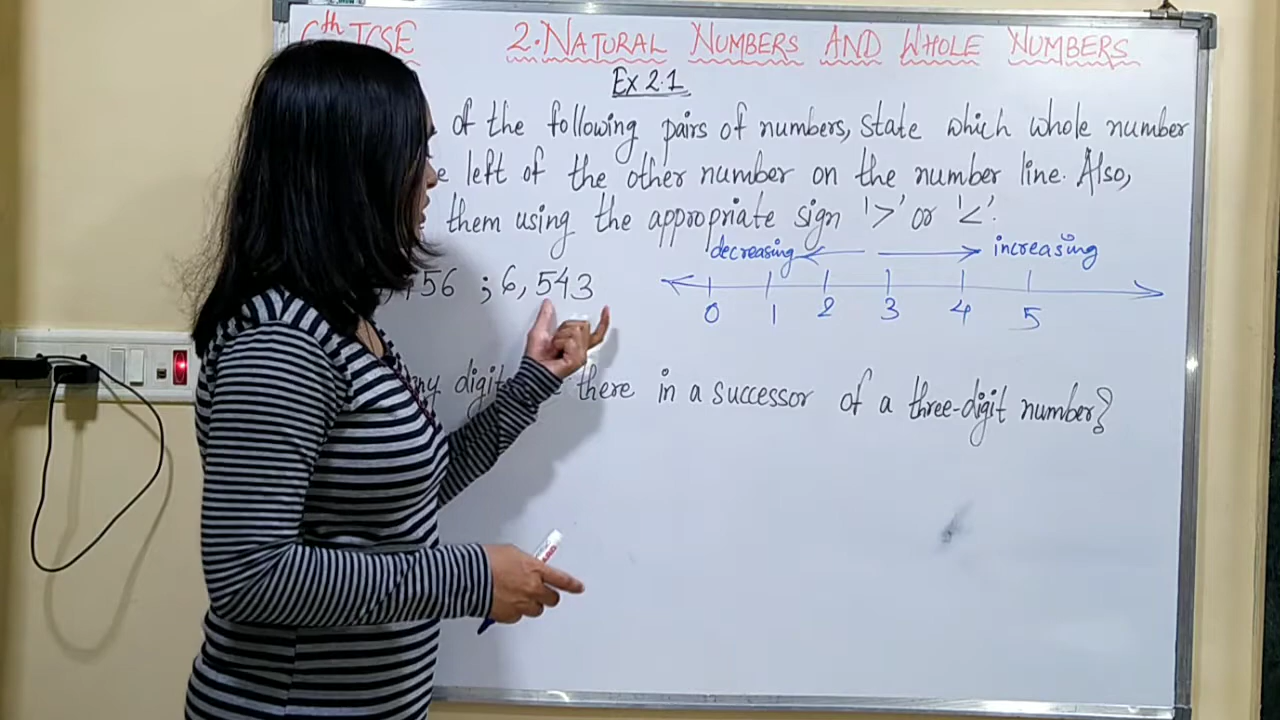 6th ICSE 2. NATURAL NUMBERS AND WHOLE NUMBERS
Ex 2.1
of the following pairs of numbers, state which whole number
left of the other number on the number line. Also,
them using the appropriate sign '>' or '<'.
decreasing increasing
456 ; 6,543
0 1 2 3 4 5
there in a successor of a three-digit number?